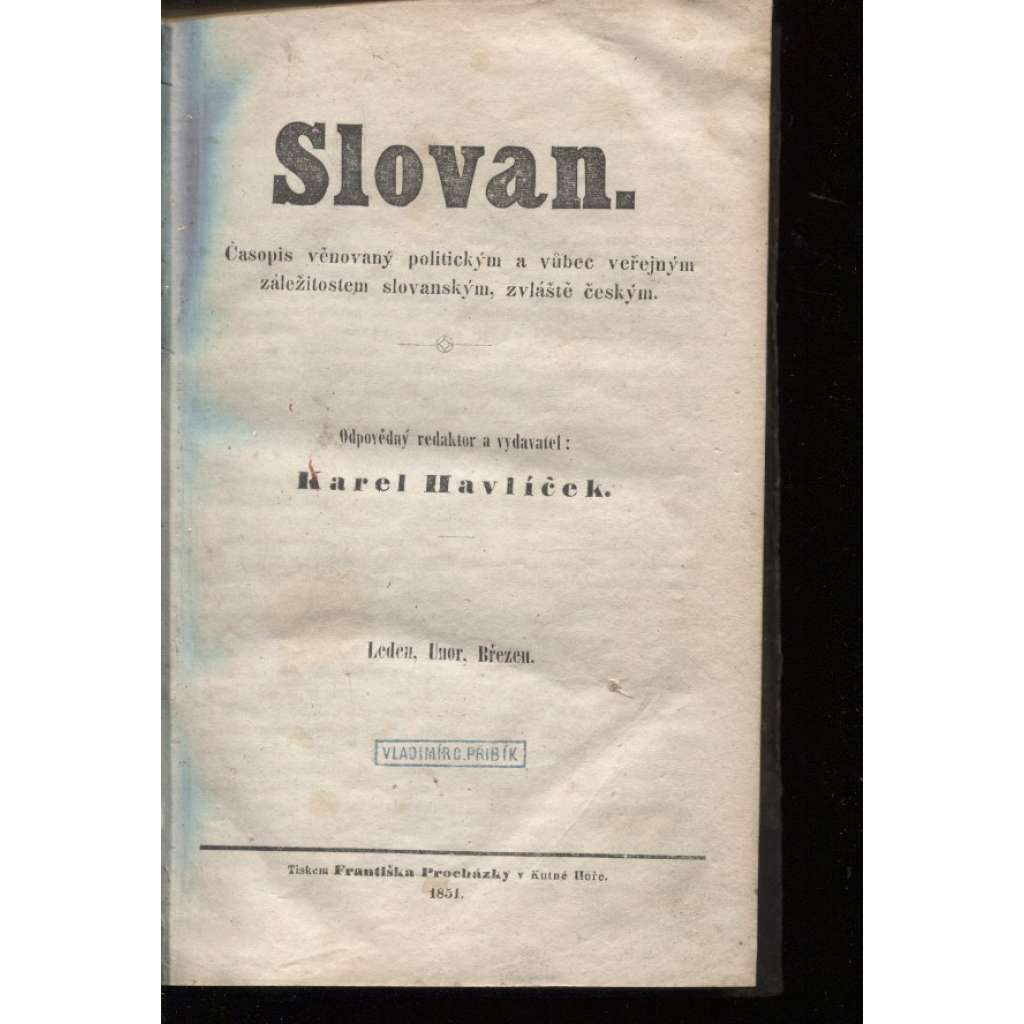 Slovan.
Časopis věnovaný politickým a vůbec veřejným
záležitostem slovanským, zvláště českým.
Odpovědný redaktor a vydavatel:
Karel Havlíček.
Leden, Unor, Březen.
VLADIMÍR C. PŘIBÍK
Tiskem Františka Procházky v Kutné Hoře.
1851.